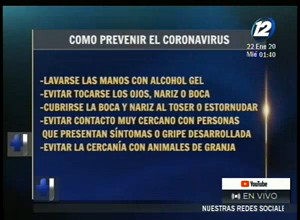 COMO PREVENIR EL CORONAVIRUS
12
22 Ene 20
Mié 01:40
-LAVARSE LAS MANOS CON ALCOHOL GEL
-EVITAR TOCARSE LOS OJOS, NARIZ O BOCA
-CUBRIRSE LA BOCA Y NARIZ AL TOSER O ESTORNUDAR
-EVITAR CONTACTO MUY CERCANO CON PERSONAS
QUE PRESENTAN SÍNTOMAS O GRIPE DESARROLLADA
-EVITAR LA CERCANÍA CON ANIMALES DE GRANJA
YouTube
EN VIVO
NUESTRAS REDES SOCIALE